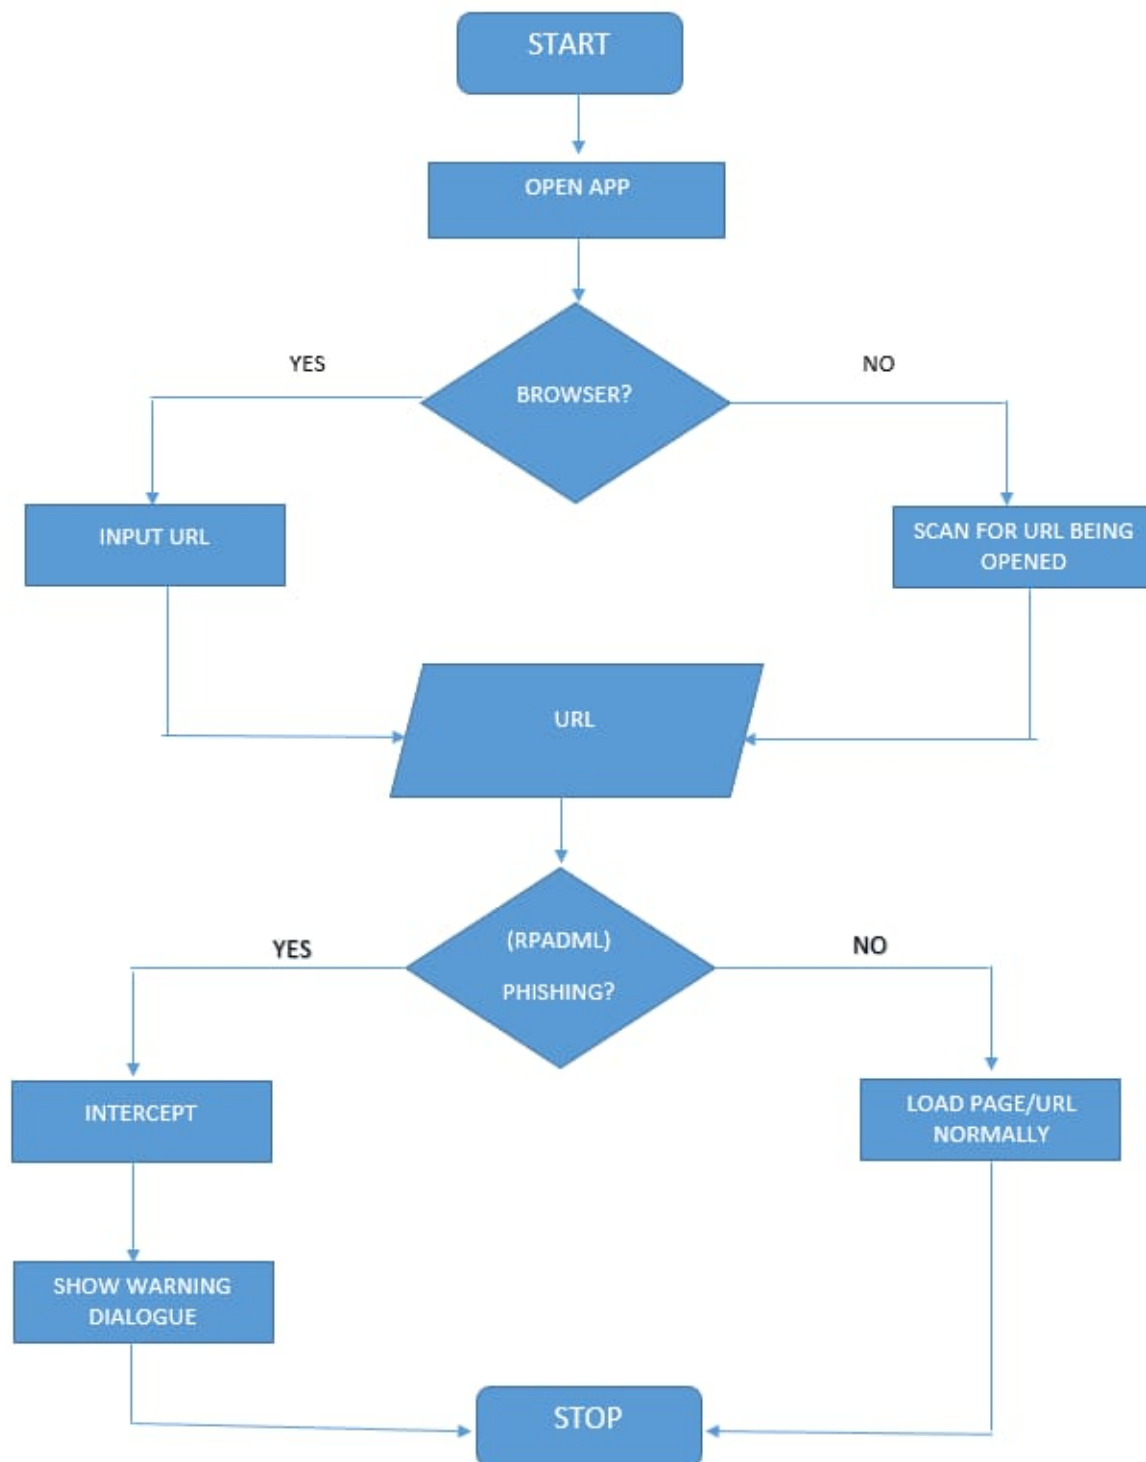 START
OPEN APP
YES
NO
BROWSER?
INPUT URL
SCAN FOR URL BEING
OPENED
URL
(RPADML)
YES
NO
PHISHING?
INTERCEPT
LOAD PAGE/URL
NORMALLY
SHOW WARNING
DIALOGUE
STOP